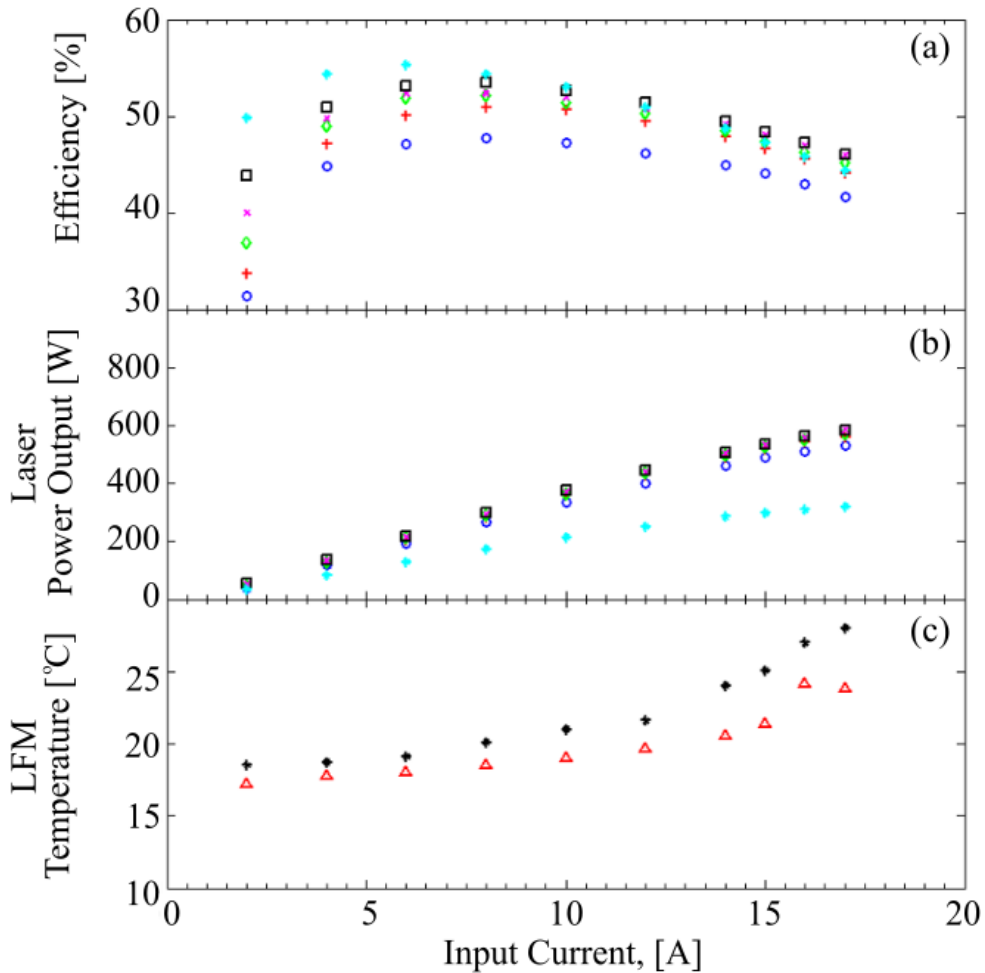 (a)
Efficiency [%]
60
50
40
30
(b)
Laser
Power Output [W]
800
600
400
200
0
(c)
LFM
Temperature [°C]
25
20
15
10
0 5 10 15 20
Input Current, [A]